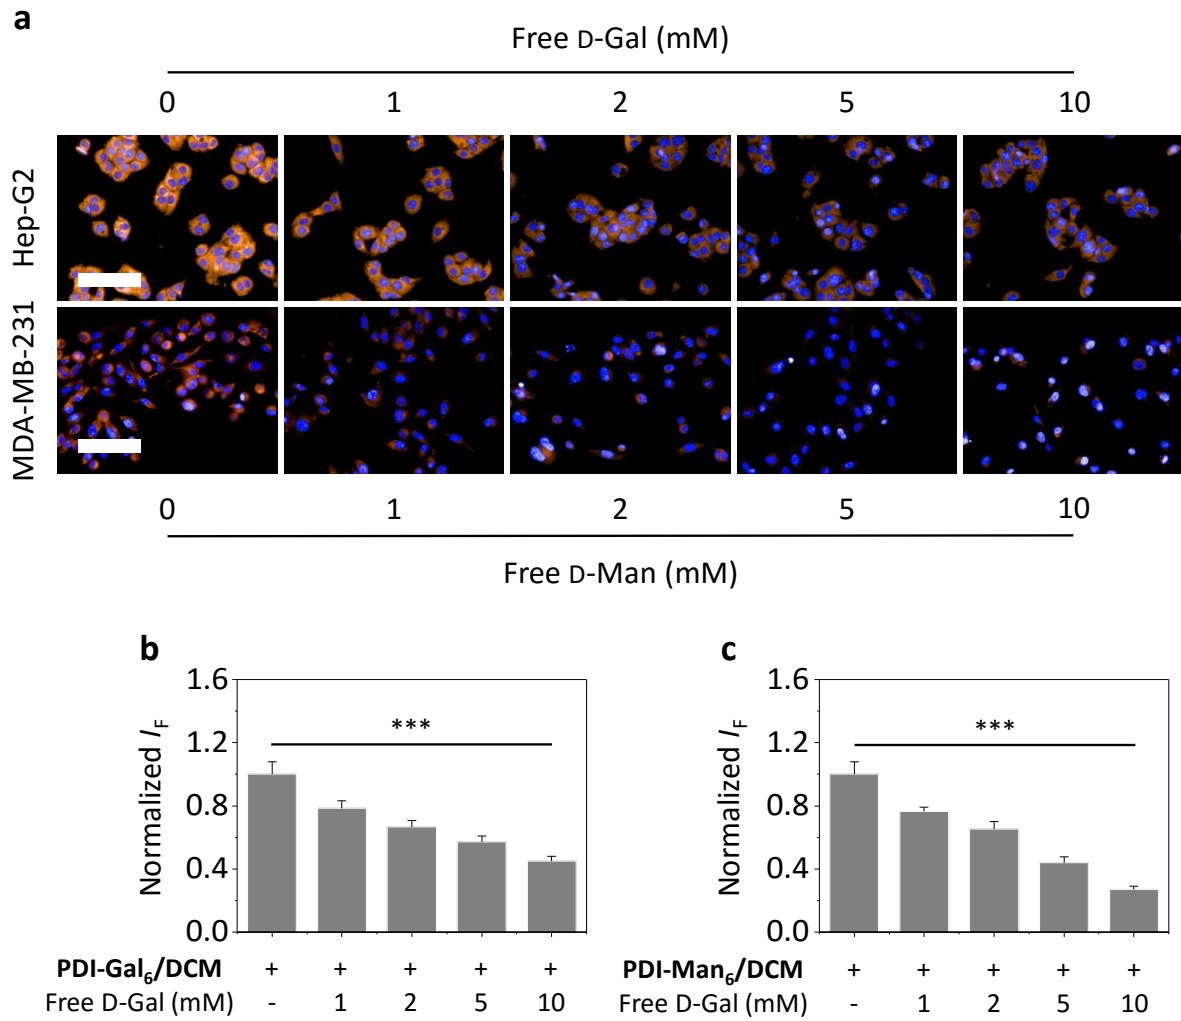 a
Free D-Gal (mM)
0 1 2 5 10
Hep-G2
MDA-MB-231
0 1 2 5 10
Free D-Man (mM)
b
1.6
1.2
0.8
0.4
0.0
Normalized IF
***
PDI-Gal6/DCM + + + + +
Free D-Gal (mM) - 1 2 5 10
c
1.6
1.2
0.8
0.4
0.0
Normalized IF
***
PDI-Man6/DCM + + + + +
Free D-Gal (mM) - 1 2 5 10